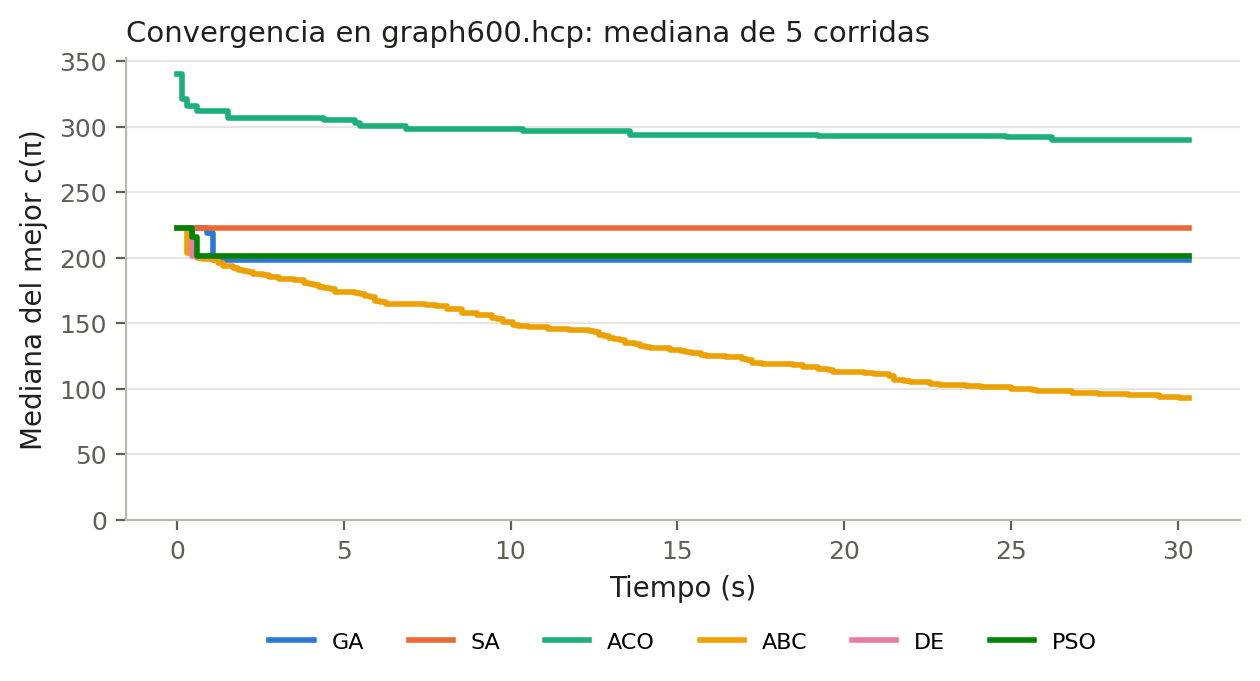 Convergencia en graph600.hcp: mediana de 5 corridas
Mediana del mejor c(π)
350
300
250
200
150
100
50
0
0 5 10 15 20 25 30
Tiempo (s)
GA SA ACO ABC DE PSO